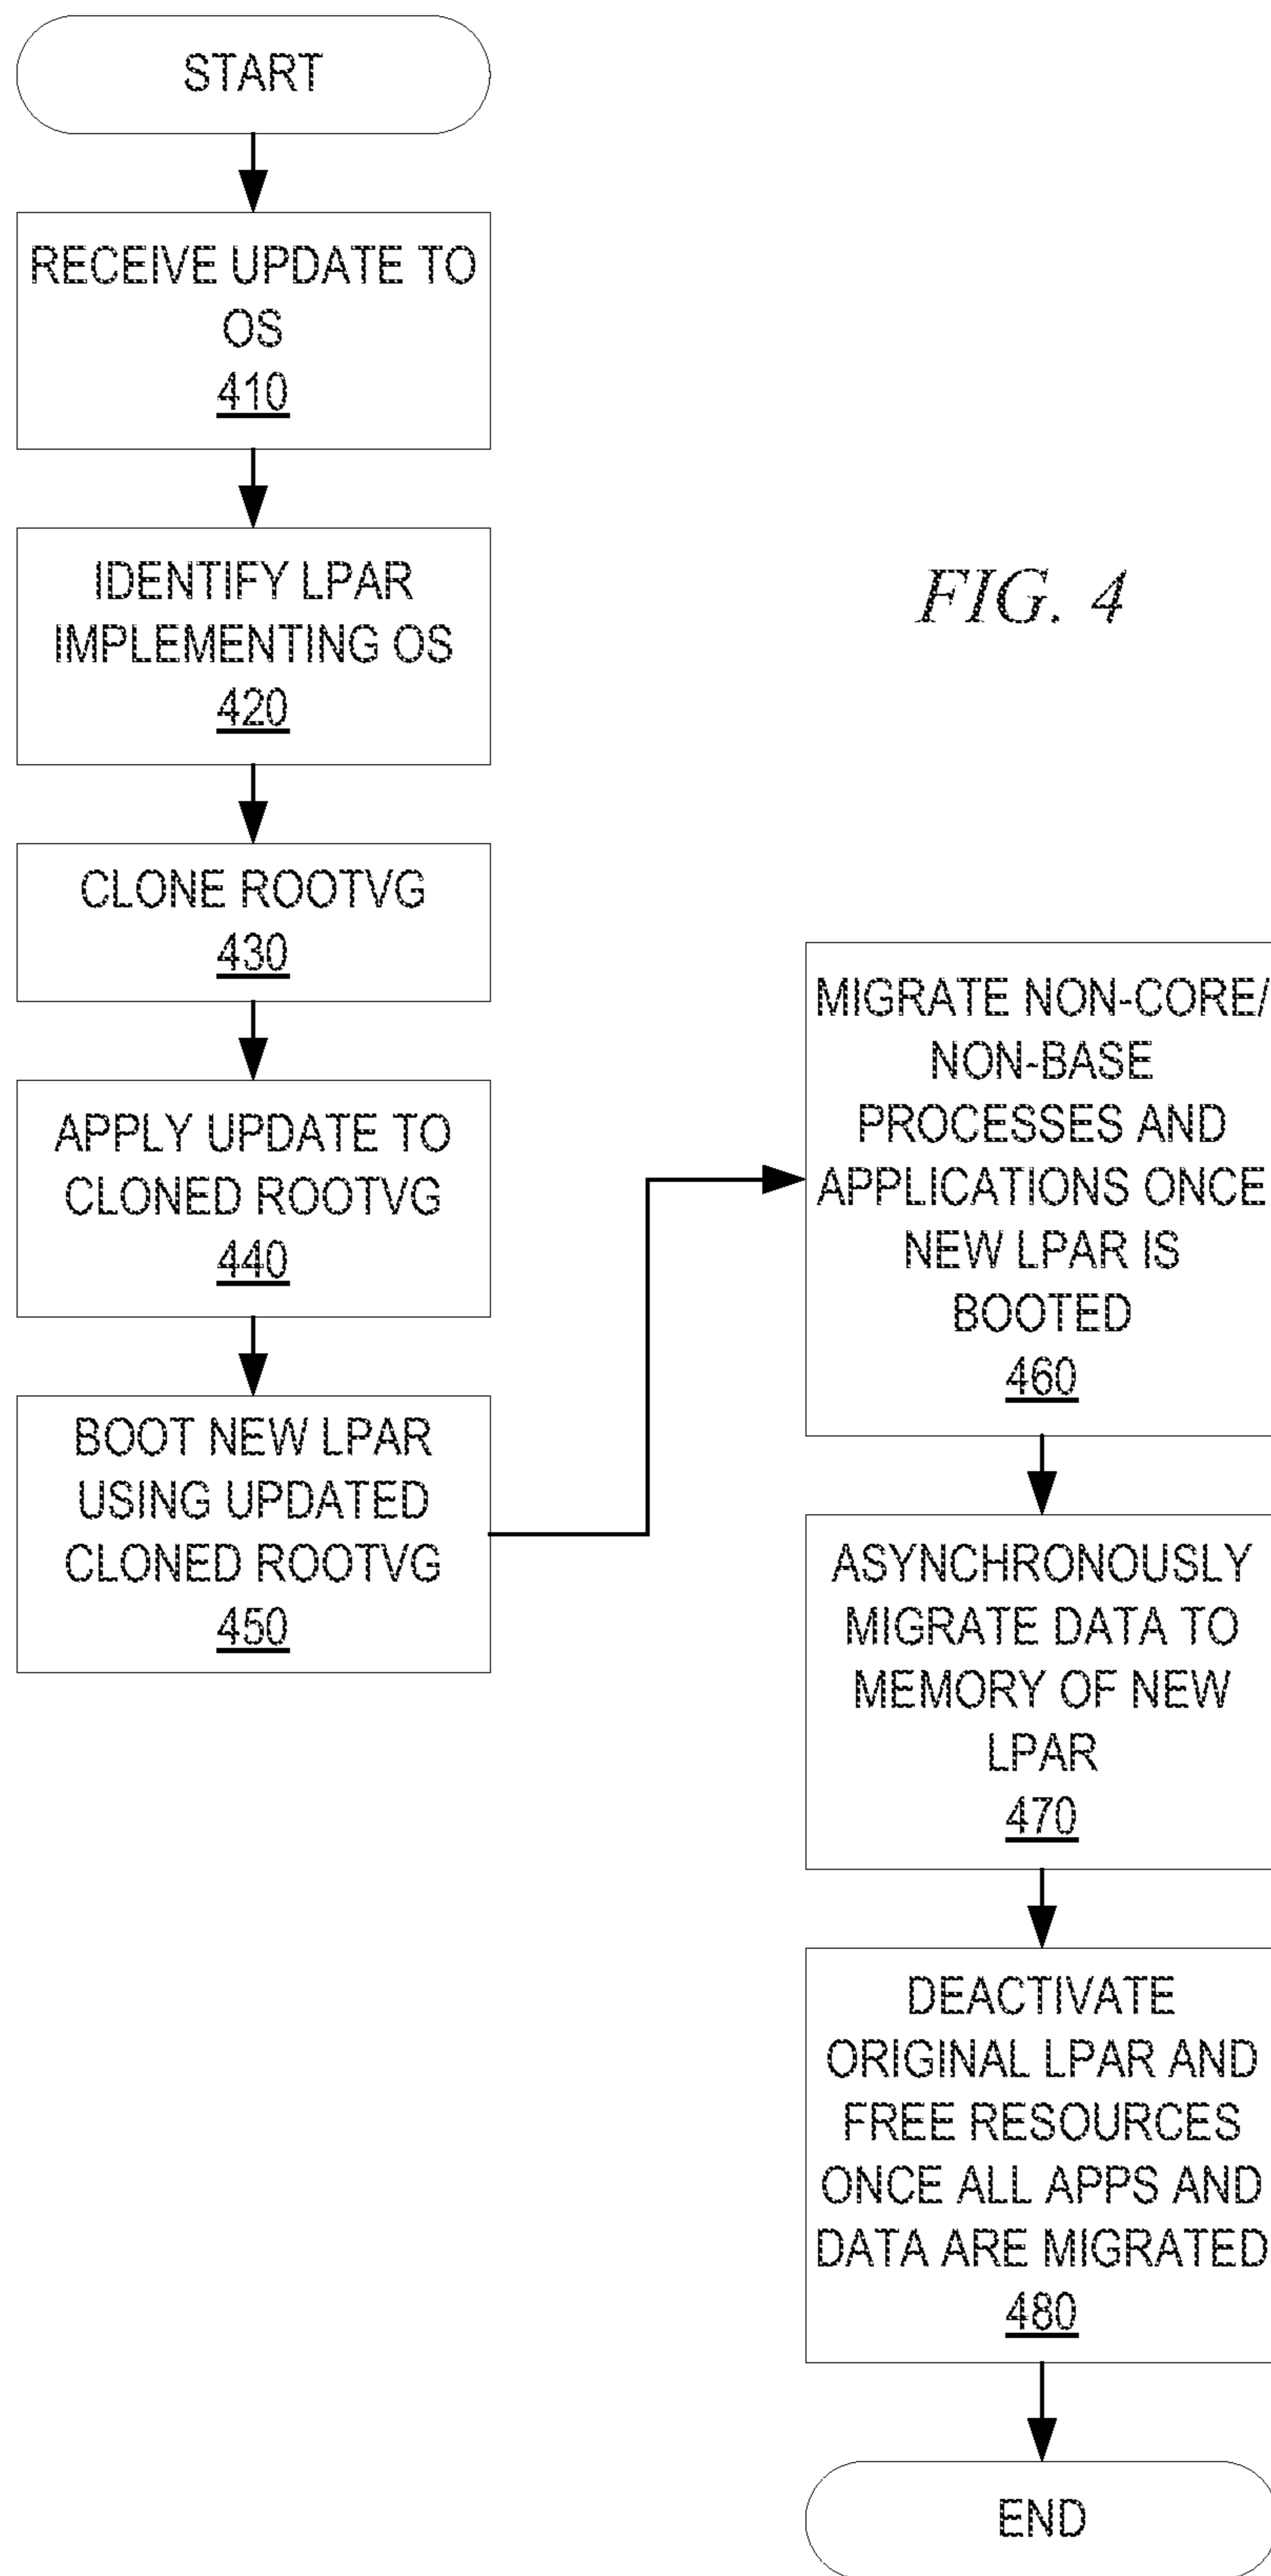 START
RECEIVE UPDATE TO
OS
410
IDENTIFY LPAR
IMPLEMENTING OS
420
CLONE ROOTVG
430
APPLY UPDATE TO
CLONED ROOTVG
440
BOOT NEW LPAR
USING UPDATED
CLONED ROOTVG
450
FIG. 4
MIGRATE NON-CORE/
NON-BASE
PROCESSES AND
APPLICATIONS ONCE
NEW LPAR IS
BOOTED
460
ASYNCHRONOUSLY
MIGRATE DATA TO
MEMORY OF NEW
LPAR
470
DEACTIVATE
ORIGINAL LPAR AND
FREE RESOURCES
ONCE ALL APPS AND
DATA ARE MIGRATED
480
END